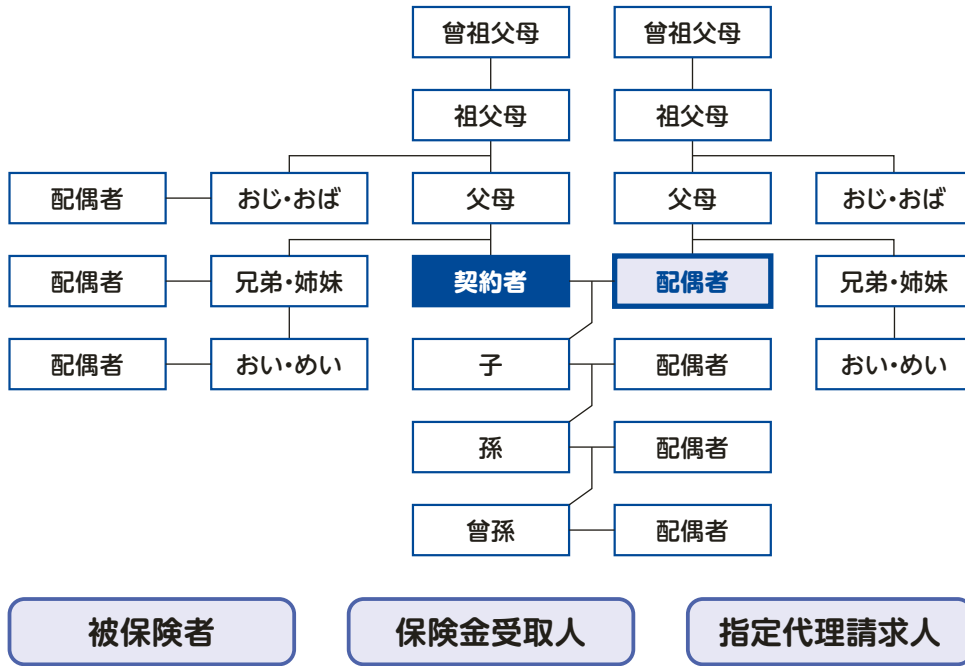 曾祖父母
曾祖父母
祖父母
祖父母
配偶者
おじ・おば
父母
父母
おじ・おば
配偶者
兄弟・姉妹
契約者
配偶者
兄弟・姉妹
配偶者
おい・めい
子
配偶者
おい・めい
孫
配偶者
曾孫
配偶者
被保険者
保険金受取人
指定代理請求人